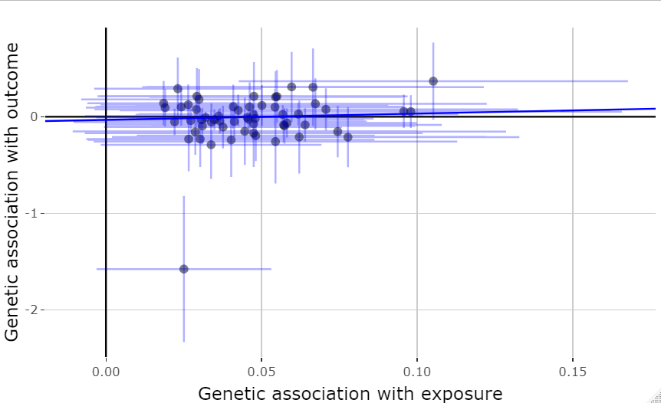 Genetic association with outcome
0
-1
-2
0.00 0.05 0.10 0.15
Genetic association with exposure